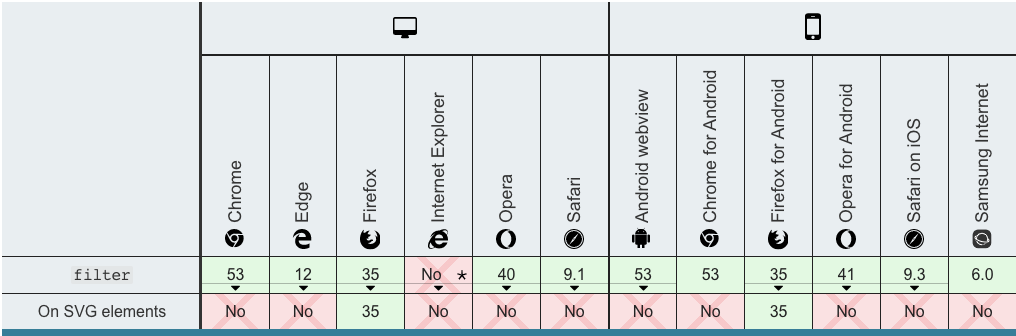 Chrome
Edge
Firefox
Internet Explorer
Opera
Safari
Android webview
Chrome for Android
Firefox for Android
Opera for Android
Safari on iOS
Samsung Internet
filter 53 12 35 No * 40 9.1 53 53 35 41 9.3 6.0
On SVG elements No No 35 No No No No No 35 No No No